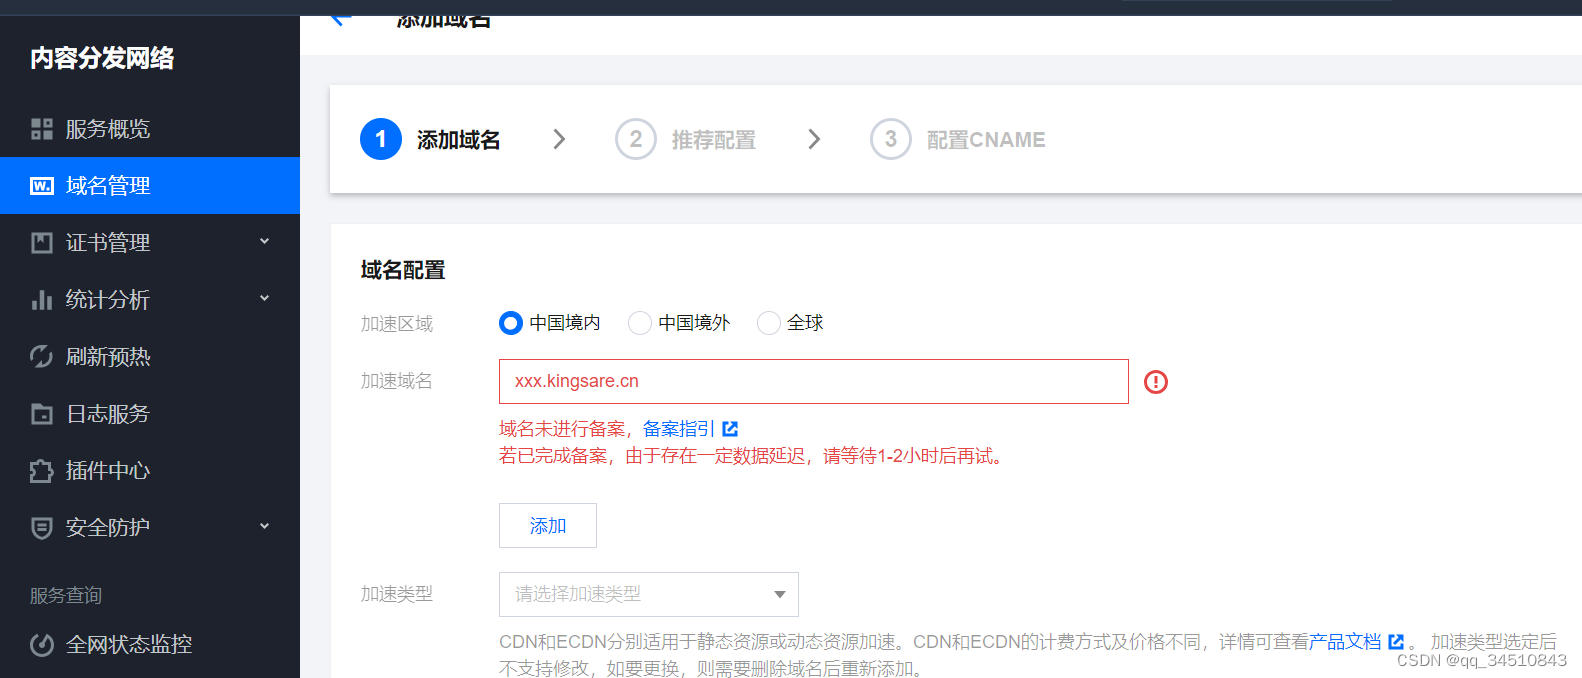 添加域名
内容分发网络
服务概览
域名管理
证书管理
统计分析
刷新预热
日志服务
插件中心
安全防护
服务查询
全网状态监控
1 添加域名
2 推荐配置
3 配置CNAME
域名配置
加速区域 中国境内 中国境外 全球
加速域名 xxx.kingsare.cn
域名未进行备案，备案指引
若已完成备案，由于存在一定数据延迟，请等待1-2小时后再试。
添加
加速类型 请选择加速类型
CDN和ECDN分别适用于静态资源或动态资源加速。CDN和ECDN的计费方式及价格不同，详情可查看产品文档 。 加速类型选定后
不支持修改，如要更换，则需要删除域名后重新添加。
CSDN @qq_34510843